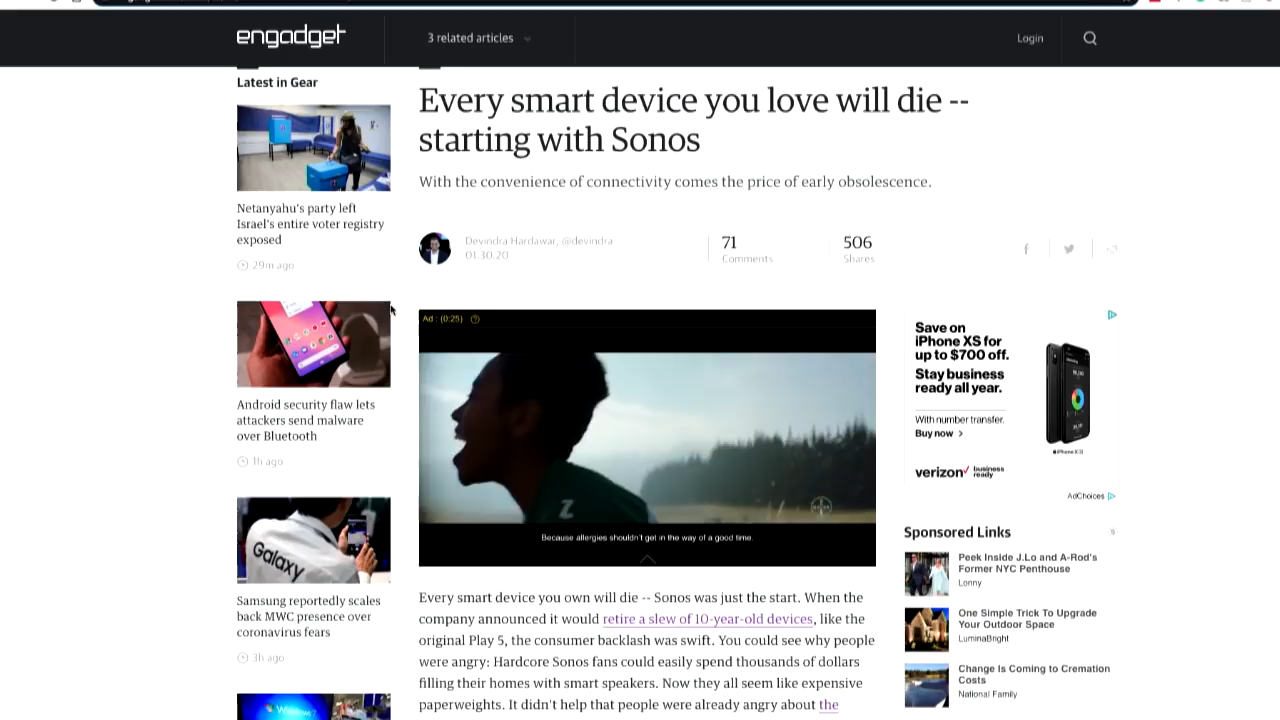 engadget
3 related articles
Login
Latest in Gear
Netanyahu's party left
Israel's entire voter registry
exposed
29m ago
Android security flaw lets
attackers send malware
over Bluetooth
1h ago
Galaxy
Samsung reportedly scales
back MWC presence over
coronavirus fears
3h ago
Every smart device you love will die --
starting with Sonos
With the convenience of connectivity comes the price of early obsolescence.
Devindra Hardawar, @devindra
01.30.20
71
Comments
506
Shares
Ad : (0:25)
Z
Because allergies shouldn't get in the way of a good time.
Every smart device you own will die -- Sonos was just the start. When the
company announced it would retire a slew of 10-year-old devices, like the
original Play 5, the consumer backlash was swift. You could see why people
were angry: Hardcore Sonos fans could easily spend thousands of dollars
filling their homes with smart speakers. Now they all seem like expensive
paperweights. It didn't help that people were already angry about the
Save on
iPhone XS for
up to $700 off.
Stay business
ready all year.
With number transfer.
Buy now >
iPhone XS
verizon✓ business
ready
AdChoices
Sponsored Links
Peek Inside J.Lo and A-Rod's
Former NYC Penthouse
Lonny
One Simple Trick To Upgrade
Your Outdoor Space
LuminaBright
Change Is Coming to Cremation
Costs
National Family